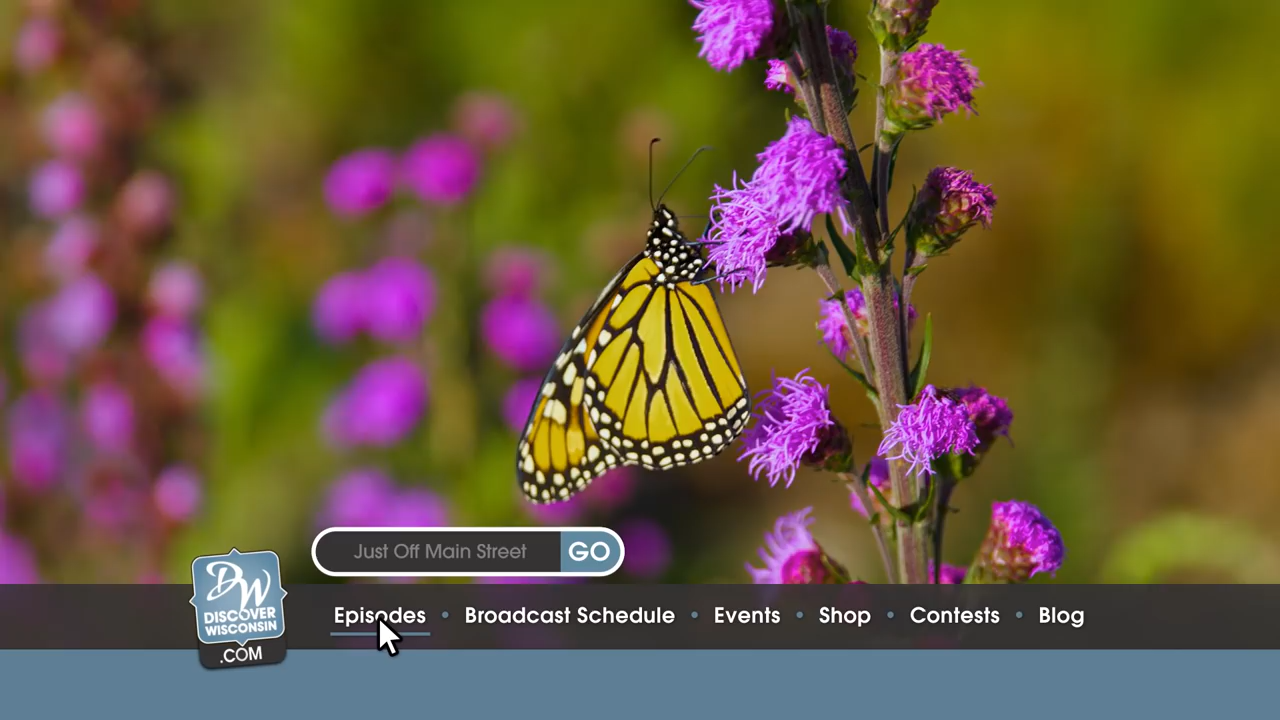 Just Off Main Street GO
DW
DISCOVER
WISCONSIN
.COM
Episodes • Broadcast Schedule • Events • Shop • Contests • Blog